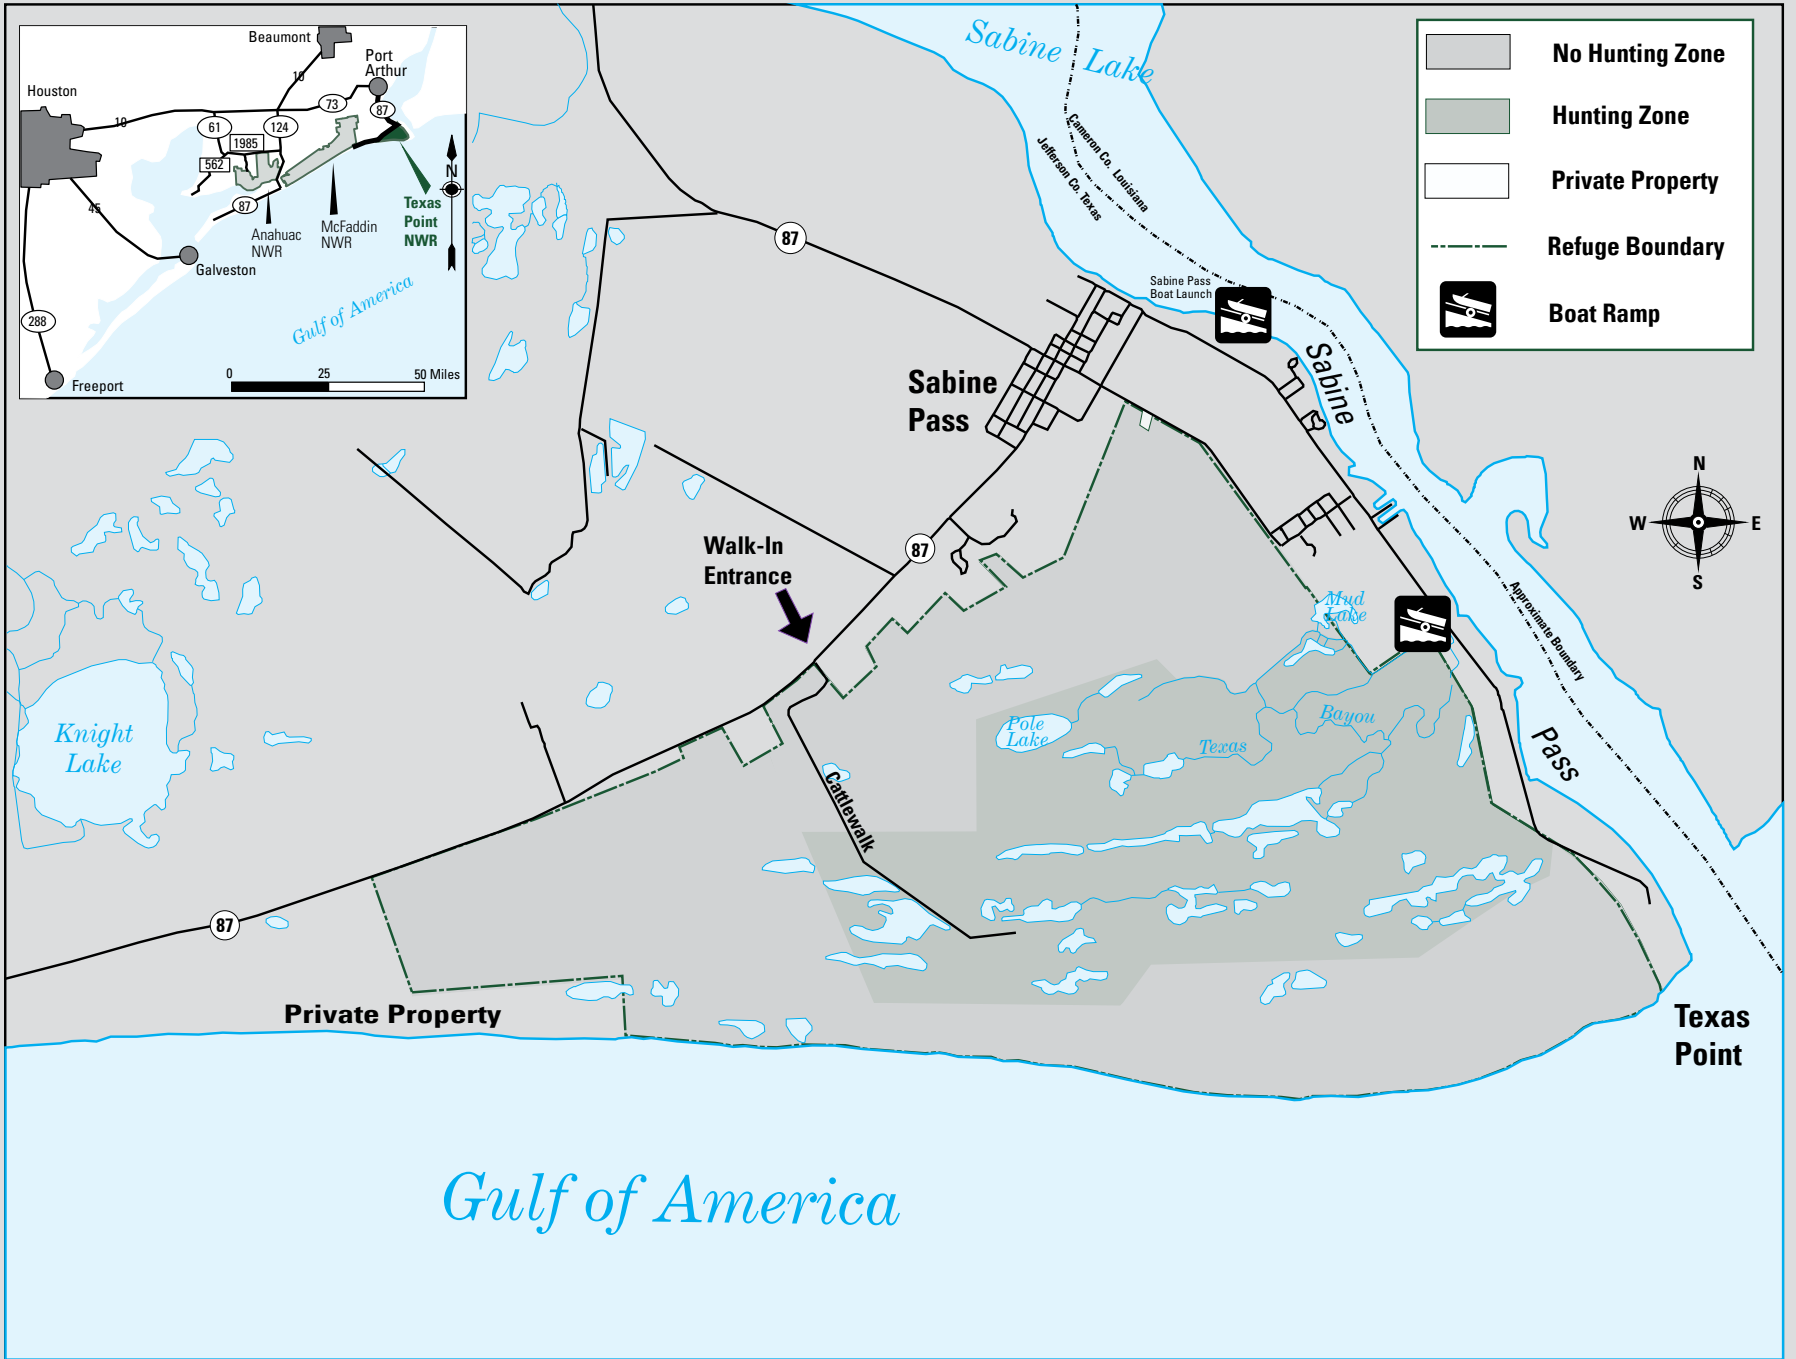 Beaumont
Port
Arthur
Houston
10
10
73
87
61
124
1985
562
N
87
45
Texas
Point
NWR
McFaddin
NWR
Anahuac
NWR
Galveston
Gulf of America
288
Freeport
0 25 50 Miles
Sabine Lake
Cameron Co. Louisiana
Jefferson Co. Texas
No Hunting Zone
Hunting Zone
Private Property
Refuge Boundary
Boat Ramp
87
Sabine Pass
Boat Launch
Sabine
Pass
Sabine
N
W E
S
87
Walk-In
Entrance
Mud
Lake
Approximate Boundary
Knight
Lake
Pole
Lake
Bayou
Texas
Pass
Cattlewalk
87
Private Property
Texas
Point
Gulf of America